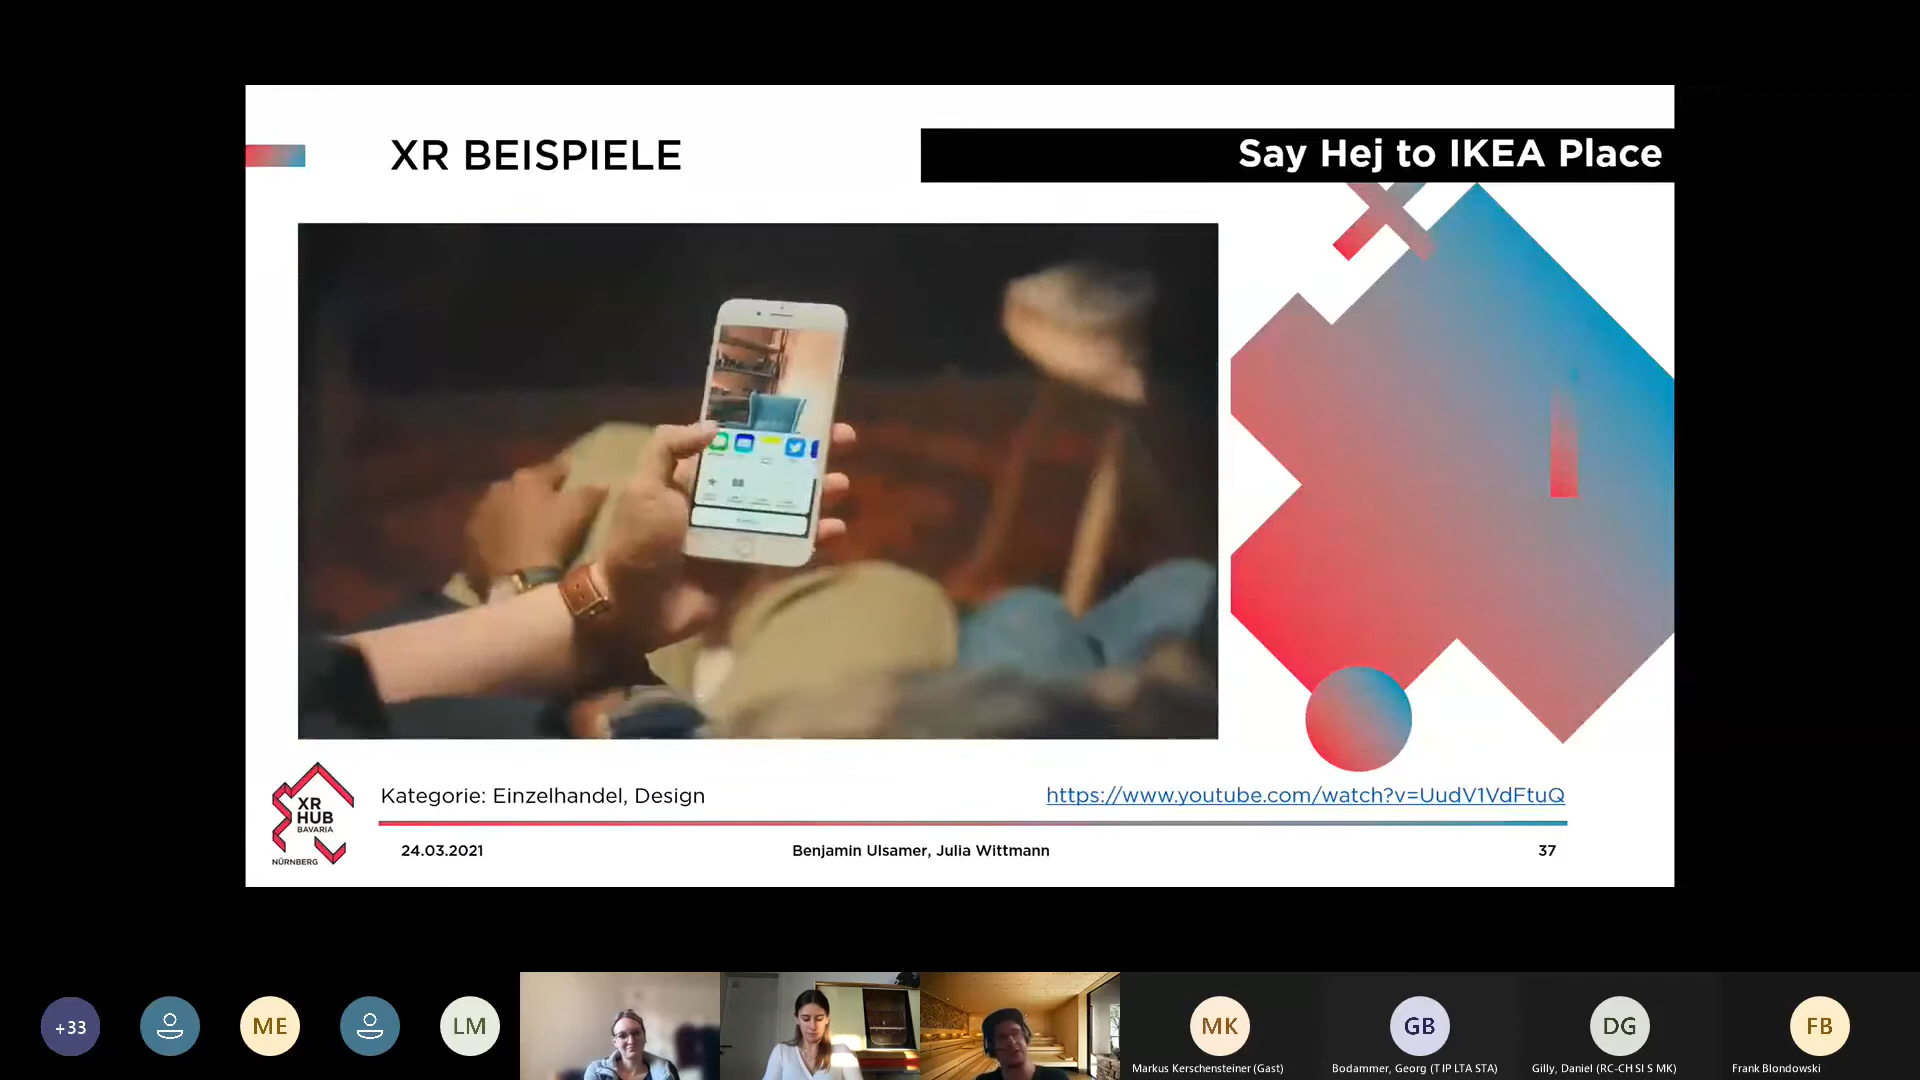 XR BEISPIELE
Say Hej to IKEA Place
XR
HUB
BAVARIA
NÜRNBERG
Kategorie: Einzelhandel, Design
https://www.youtube.com/watch?v=UudV1VdFtuQ
24.03.2021
Benjamin Ulsamer, Julia Wittmann
37
+33
ME
LM
MK
GB
DG
FB
Markus Kerschensteiner (Gast)
Bodammer, Georg (T IP LTA STA)
Gilly, Daniel (RC-CH SI S MK)
Frank Blondowski